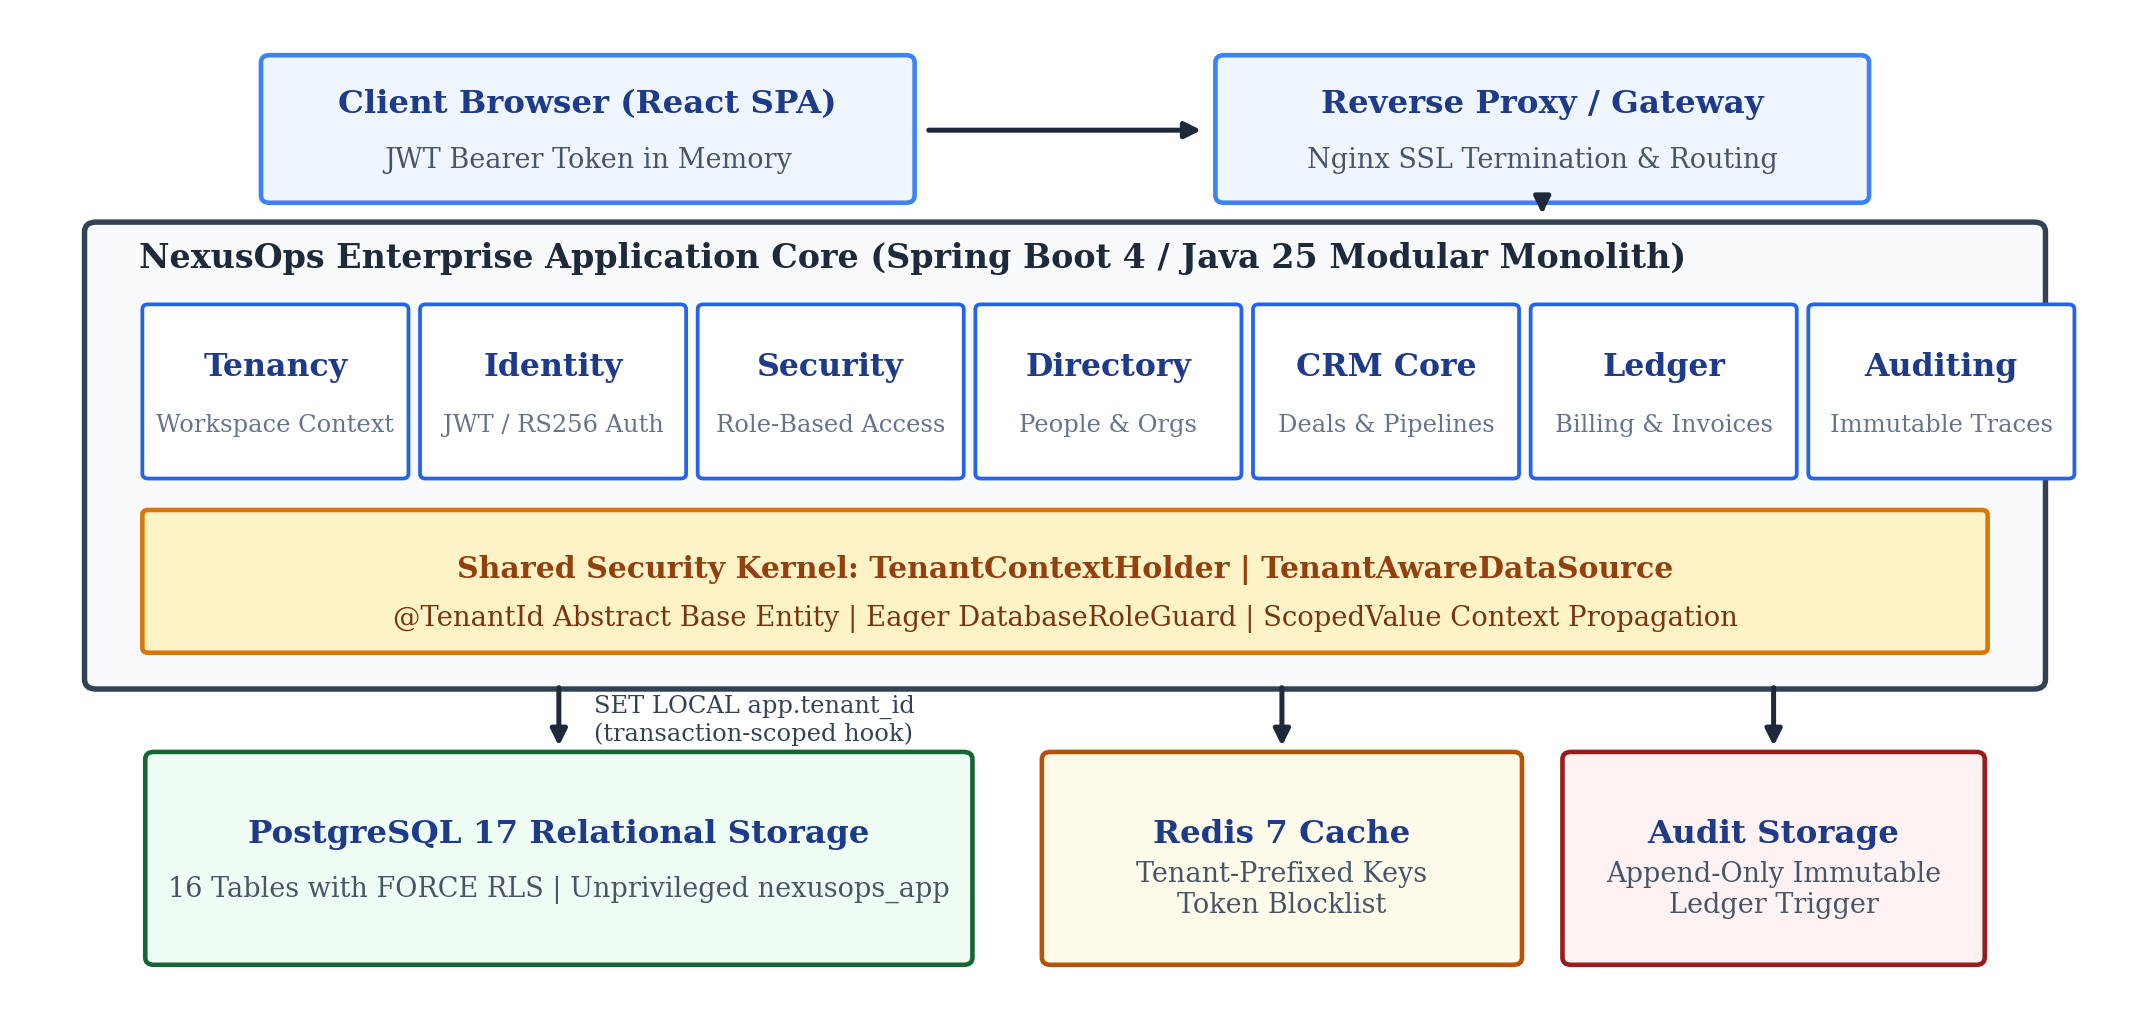 Client Browser (React SPA)
JWT Bearer Token in Memory
Reverse Proxy / Gateway
Nginx SSL Termination & Routing
NexusOps Enterprise Application Core (Spring Boot 4 / Java 25 Modular Monolith)
Tenancy
Workspace Context
Identity
JWT / RS256 Auth
Security
Role-Based Access
Directory
People & Orgs
CRM Core
Deals & Pipelines
Ledger
Billing & Invoices
Auditing
Immutable Traces
Shared Security Kernel: TenantContextHolder | TenantAwareDataSource
@TenantId Abstract Base Entity | Eager DatabaseRoleGuard | ScopedValue Context Propagation
SET LOCAL app.tenant_id
(transaction-scoped hook)
PostgreSQL 17 Relational Storage
16 Tables with FORCE RLS | Unprivileged nexusops_app
Redis 7 Cache
Tenant-Prefixed Keys
Token Blocklist
Audit Storage
Append-Only Immutable
Ledger Trigger